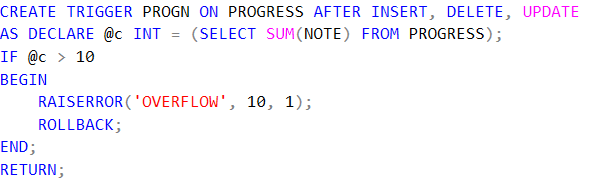 CREATE TRIGGER PROGN ON PROGRESS AFTER INSERT, DELETE, UPDATE
AS DECLARE @c INT = (SELECT SUM(NOTE) FROM PROGRESS);
IF @c > 10
BEGIN
    RAISERROR('OVERFLOW', 10, 1);
    ROLLBACK;
END;
RETURN;